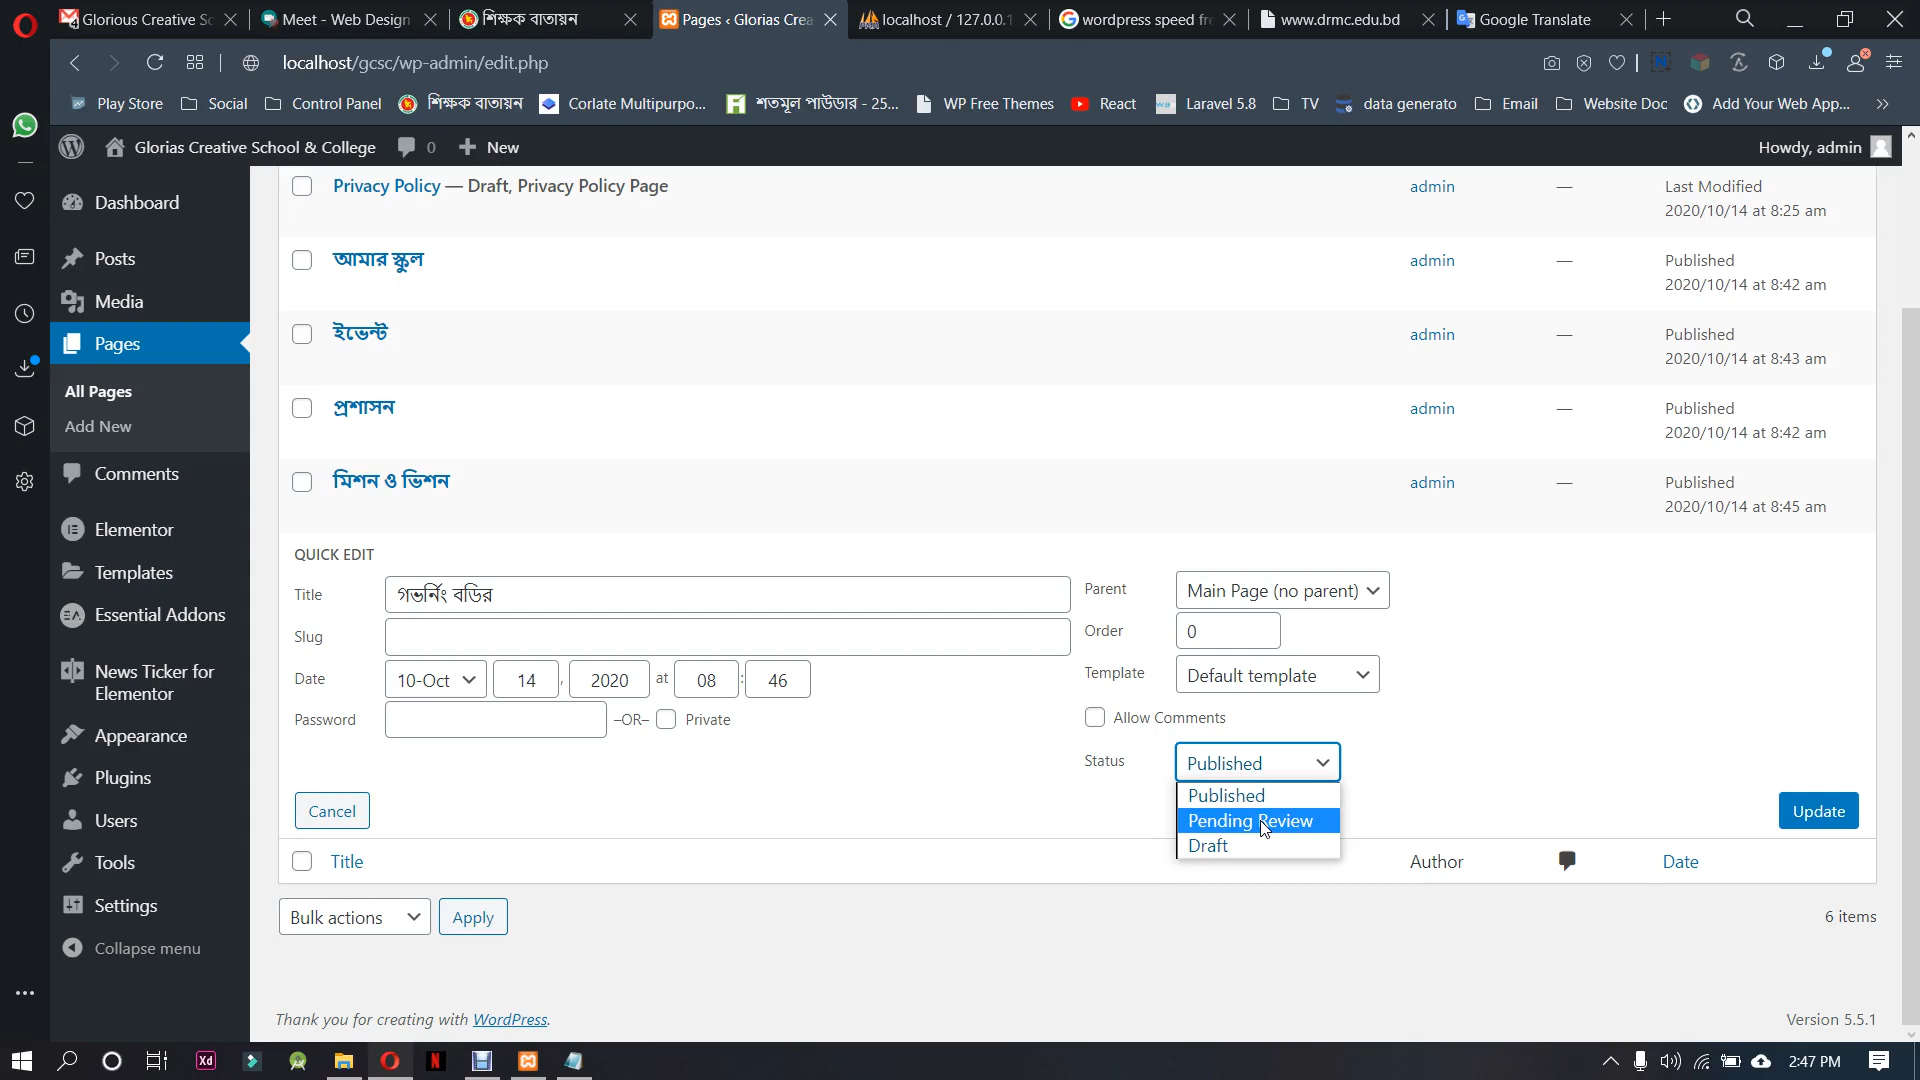 Glorious Creative Sc
Meet - Web Design
শিক্ষক বাতায়ন
Pages ‹ Glorias Crea
localhost / 127.0.0.1
wordpress speed fre
www.drmc.edu.bd
Google Translate
localhost/gcsc/wp-admin/edit.php
Play Store
Social
Control Panel
শিক্ষক বাতায়ন
Corlate Multipurpo...
শতমূল পাউডার - 25...
WP Free Themes
React
Laravel 5.8
TV
data generato
Email
Website Doc
Add Your Web App...
Glorias Creative School & College
0
New
Howdy, admin
Dashboard
Posts
Media
Pages
All Pages
Add New
Comments
Elementor
Templates
Essential Addons
News Ticker for
Elementor
Appearance
Plugins
Users
Tools
Settings
Collapse menu
Privacy Policy — Draft, Privacy Policy Page
admin
—
Last Modified
2020/10/14 at 8:25 am
আমার স্কুল
admin
—
Published
2020/10/14 at 8:42 am
ইভেন্ট
admin
—
Published
2020/10/14 at 8:43 am
প্রশাসন
admin
—
Published
2020/10/14 at 8:42 am
মিশন ও ভিশন
admin
—
Published
2020/10/14 at 8:45 am
QUICK EDIT
Title
গভর্নিং বডির
Slug
Date
10-Oct
14
,
2020
at
08
:
46
Password
–OR–
Private
Parent
Main Page (no parent)
Order
0
Template
Default template
Allow Comments
Status
Published
Published
Pending Review
Draft
Cancel
Update
Title
Author
Date
Bulk actions
Apply
6 items
Thank you for creating with WordPress.
Version 5.5.1
2:47 PM